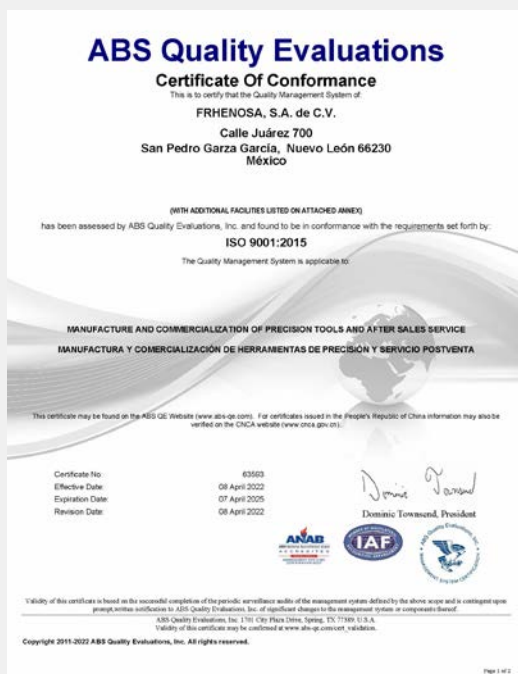 ABS Quality Evaluations
Certificate Of Conformance
This is to certify that the Quality Management System of:
FRHENOSA, S.A. de C.V.
Calle Juárez 700
San Pedro Garza García, Nuevo León 66230
México
(WITH ADDITIONAL FACILITIES LISTED ON ATTACHED ANNEX)
has been assessed by ABS Quality Evaluations, Inc. and found to be in conformance with the requirements set forth by:
ISO 9001:2015
The Quality Management System is applicable to:
MANUFACTURE AND COMMERCIALIZATION OF PRECISION TOOLS AND AFTER SALES SERVICE
MANUFACTURA Y COMERCIALIZACIÓN DE HERRAMIENTAS DE PRECISIÓN Y SERVICIO POSTVENTA
This certificate may be found on the ABS QE Website (www.abs-qe.com). For certificates issued in the People's Republic of China information may also be
verified on the CNCA website (www.cnca.gov.cn).
Certificate No: 63593
Effective Date: 08 April 2022
Expiration Date: 07 April 2025
Revision Date: 08 April 2022
Dominic Townsend, President
ANAB
ACCREDITED
IAF
ABS Quality Evaluations, Inc.
Validity of this certificate is based on the successful completion of the periodic surveillance audits of the management system defined by the above scope and is contingent upon
prompt, written notification to ABS Quality Evaluations, Inc. of significant changes to the management system or components thereof.
ABS Quality Evaluations, Inc. 1701 City Plaza Drive, Spring, TX 77389, U.S.A.
Validity of this certificate may be confirmed at www.abs-qe.com/cert_validation.
Copyright 2011-2022 ABS Quality Evaluations, Inc. All rights reserved.
Page 1 of 2